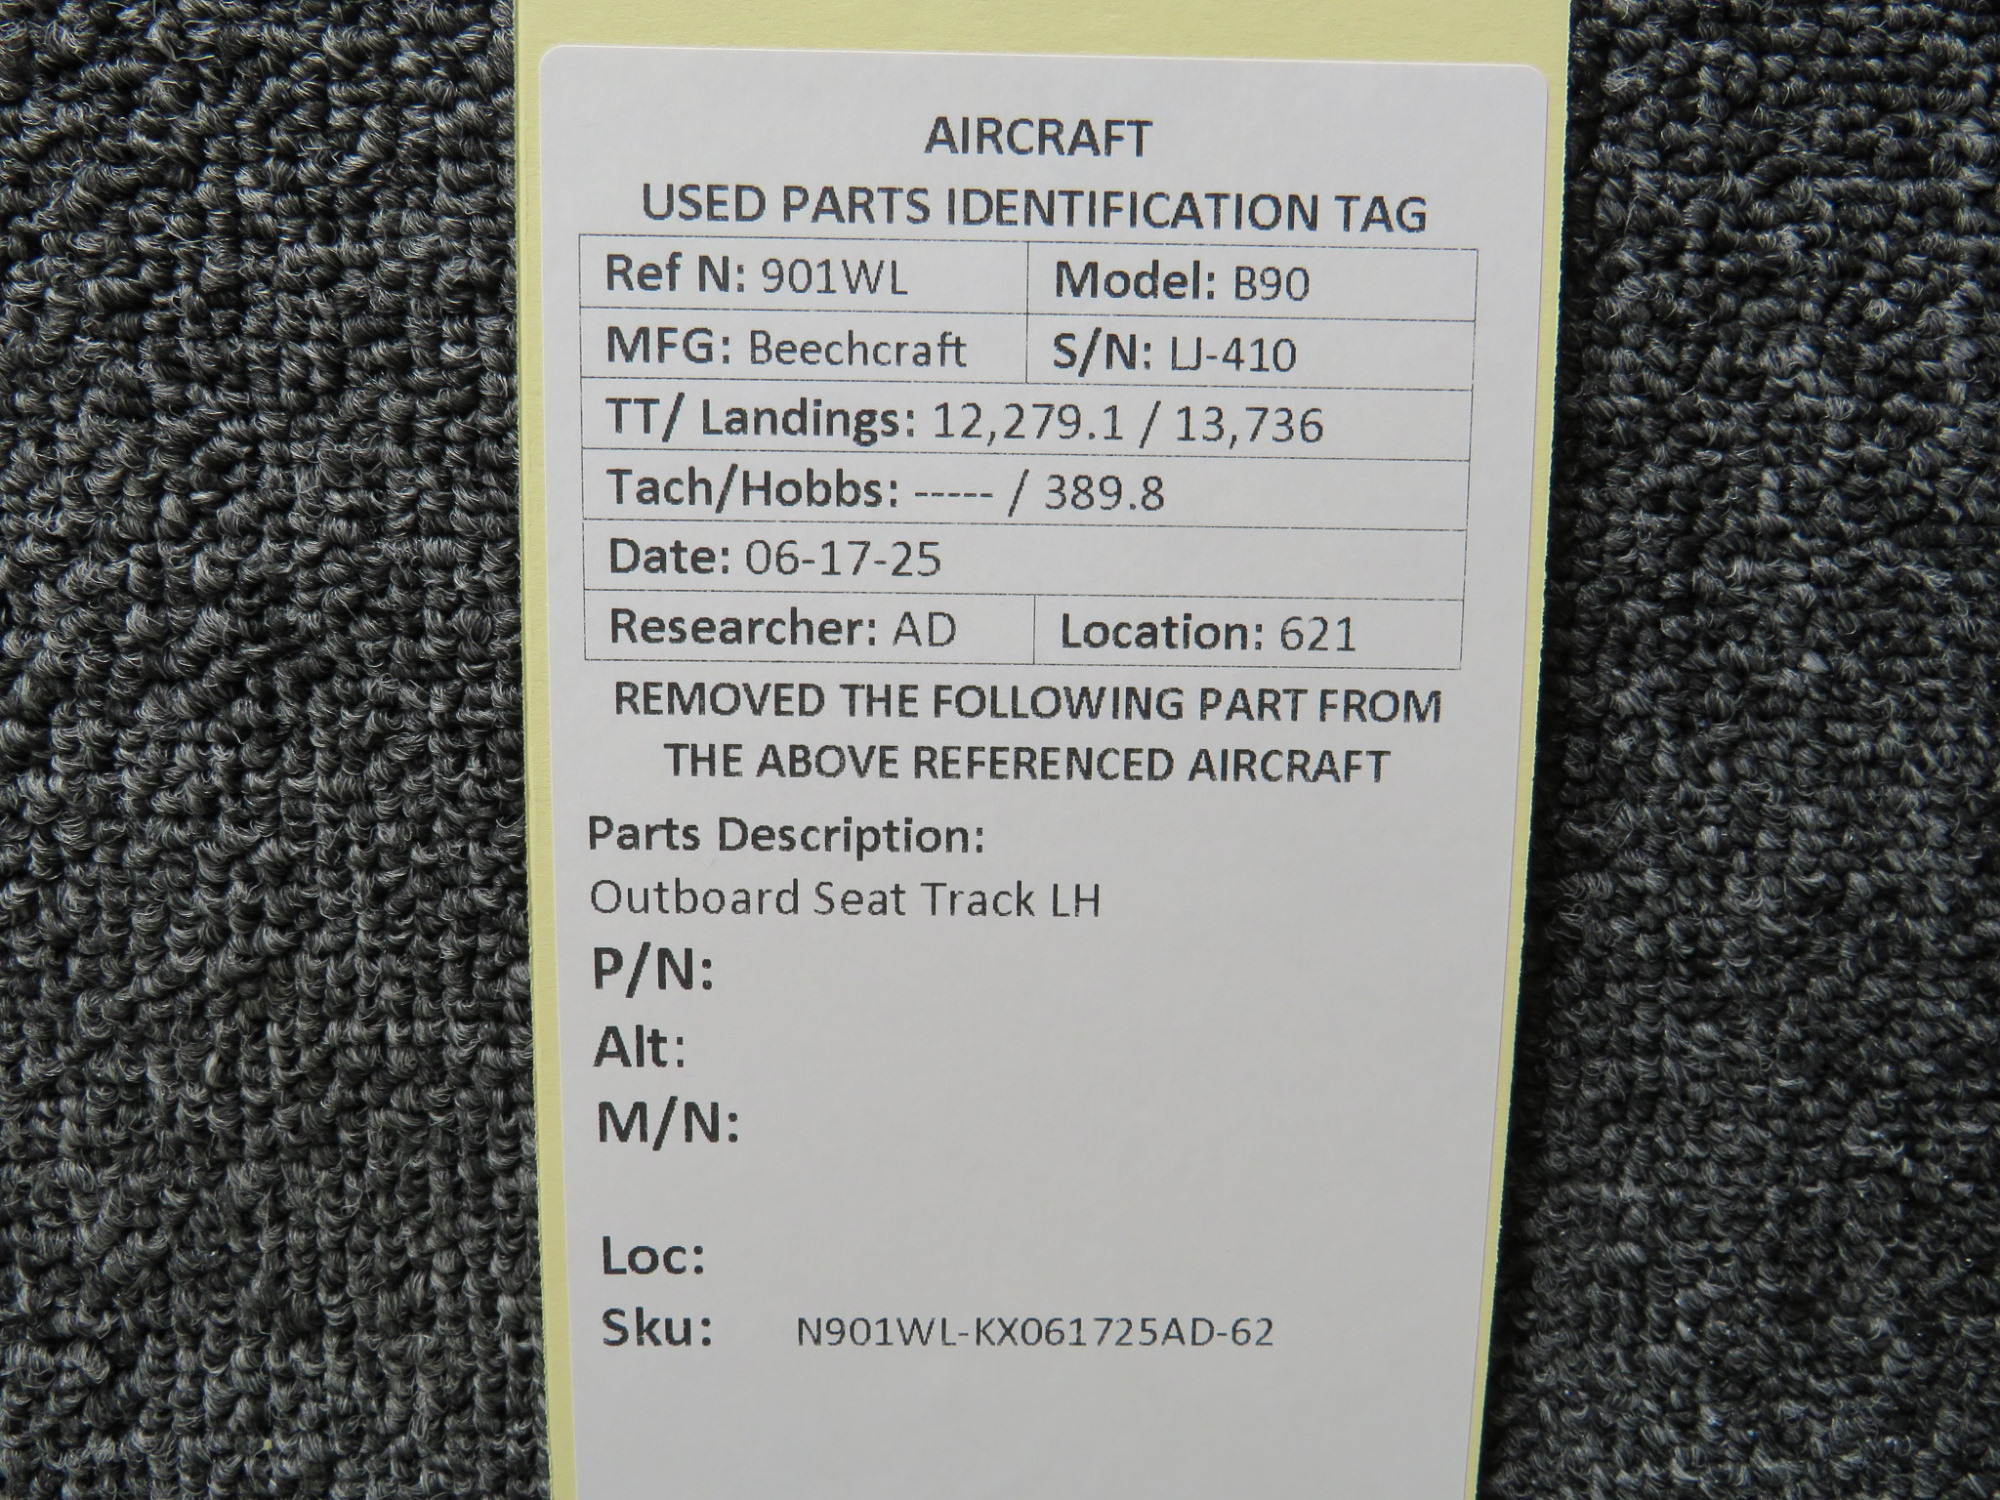 AIRCRAFT
USED PARTS IDENTIFICATION TAG
Ref N: 901WL Model: B90
MFG: Beechcraft S/N: LJ-410
TT/ Landings: 12,279.1 / 13,736
Tach/Hobbs: ----- / 389.8
Date: 06-17-25
Researcher: AD Location: 621
REMOVED THE FOLLOWING PART FROM
THE ABOVE REFERENCED AIRCRAFT
Parts Description:
Outboard Seat Track LH
P/N:
Alt:
M/N:
Loc:
Sku: N901WL-KX061725AD-62